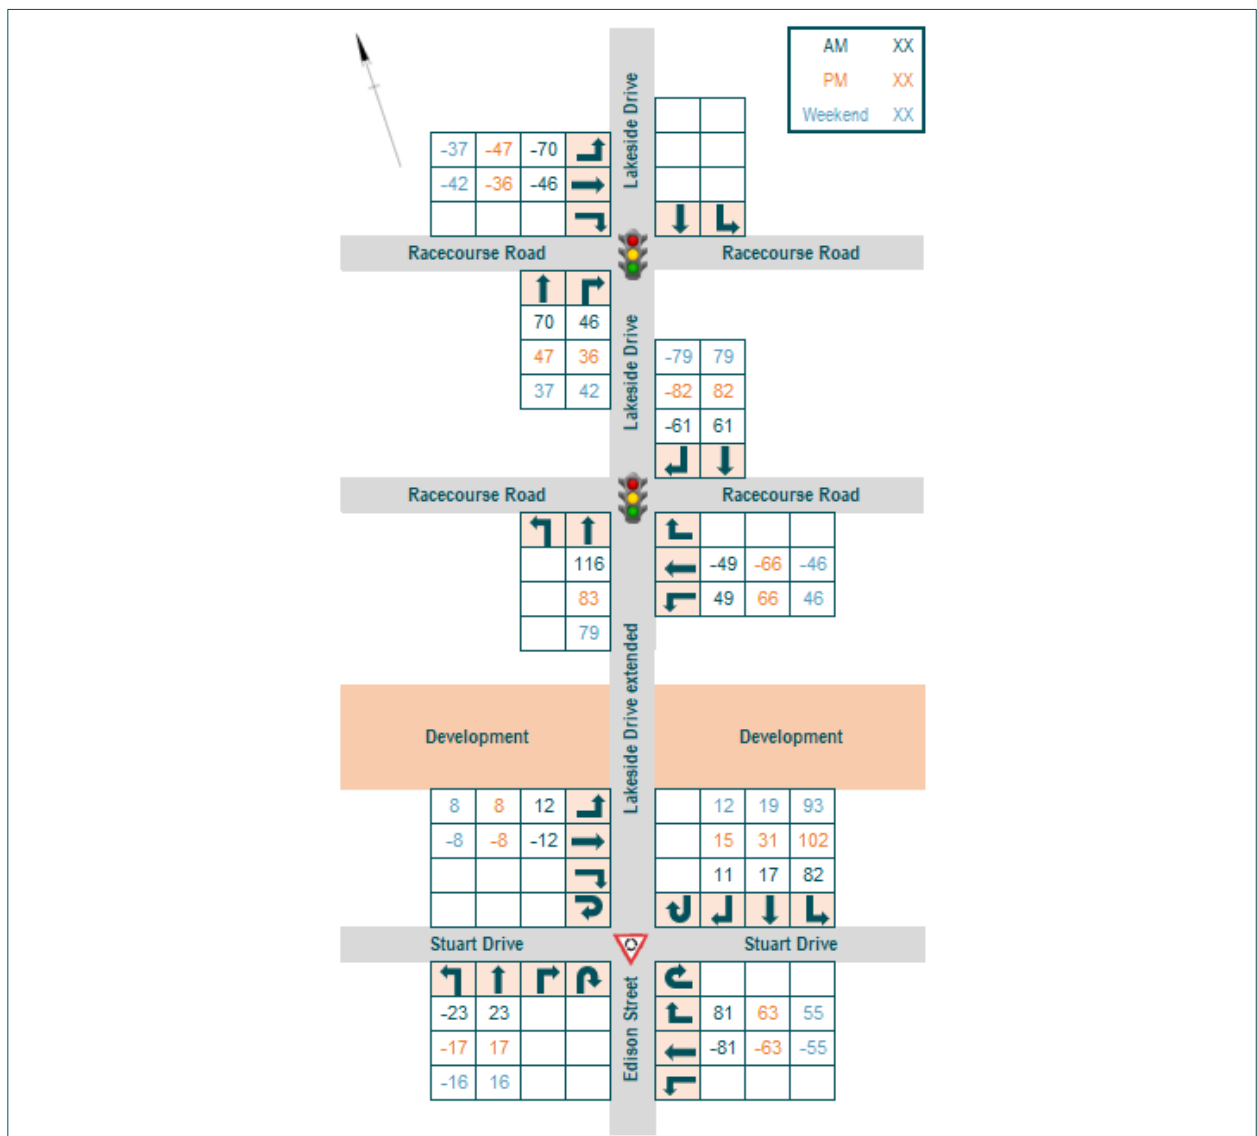 AM XX
PM XX
Weekend XX
Lakeside Drive
-37 -47 -70
-42 -36 -46
Racecourse Road Racecourse Road
70 46
47 36
37 42
Lakeside Drive
-79 79
-82 82
-61 61
Racecourse Road Racecourse Road
116
83
79
-49 -66 -46
49 66 46
Lakeside Drive extended
Development Development
8 8 12
-8 -8 -12
12 19 93
15 31 102
11 17 82
Stuart Drive Stuart Drive
Edison Street
-23 23
-17 17
-16 16
81 63 55
-81 -63 -55